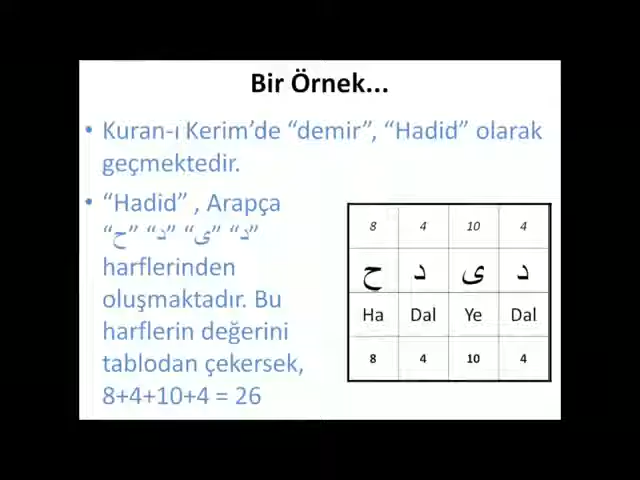 Bir Örnek...
• Kuran-ı Kerim’de “demir”, “Hadid” olarak
geçmektedir.
• “Hadid” , Arapça
“ح” “د” “ى” “د”
harflerinden
oluşmaktadır. Bu
harflerin değerini
tablodan çekersek,
8+4+10+4 = 26
8 4 10 4
ح د ى د
Ha Dal Ye Dal
8 4 10 4